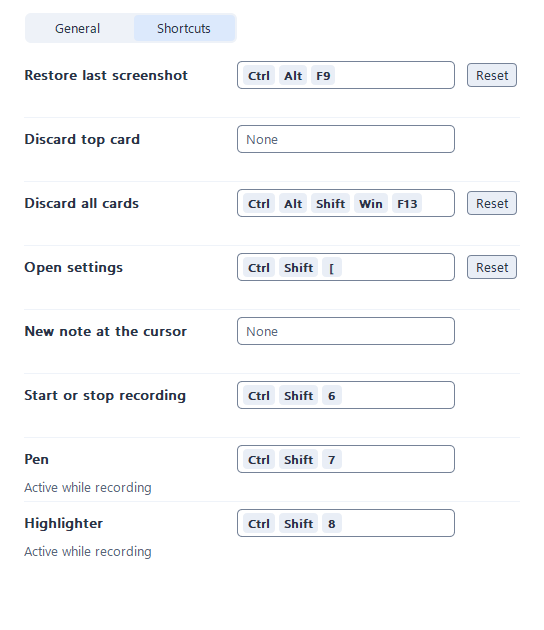 General Shortcuts
Restore last screenshot Ctrl Alt F9 Reset
Discard top card None
Discard all cards Ctrl Alt Shift Win F13 Reset
Open settings Ctrl Shift [ Reset
New note at the cursor None
Start or stop recording Ctrl Shift 6
Pen Ctrl Shift 7
Active while recording
Highlighter Ctrl Shift 8
Active while recording